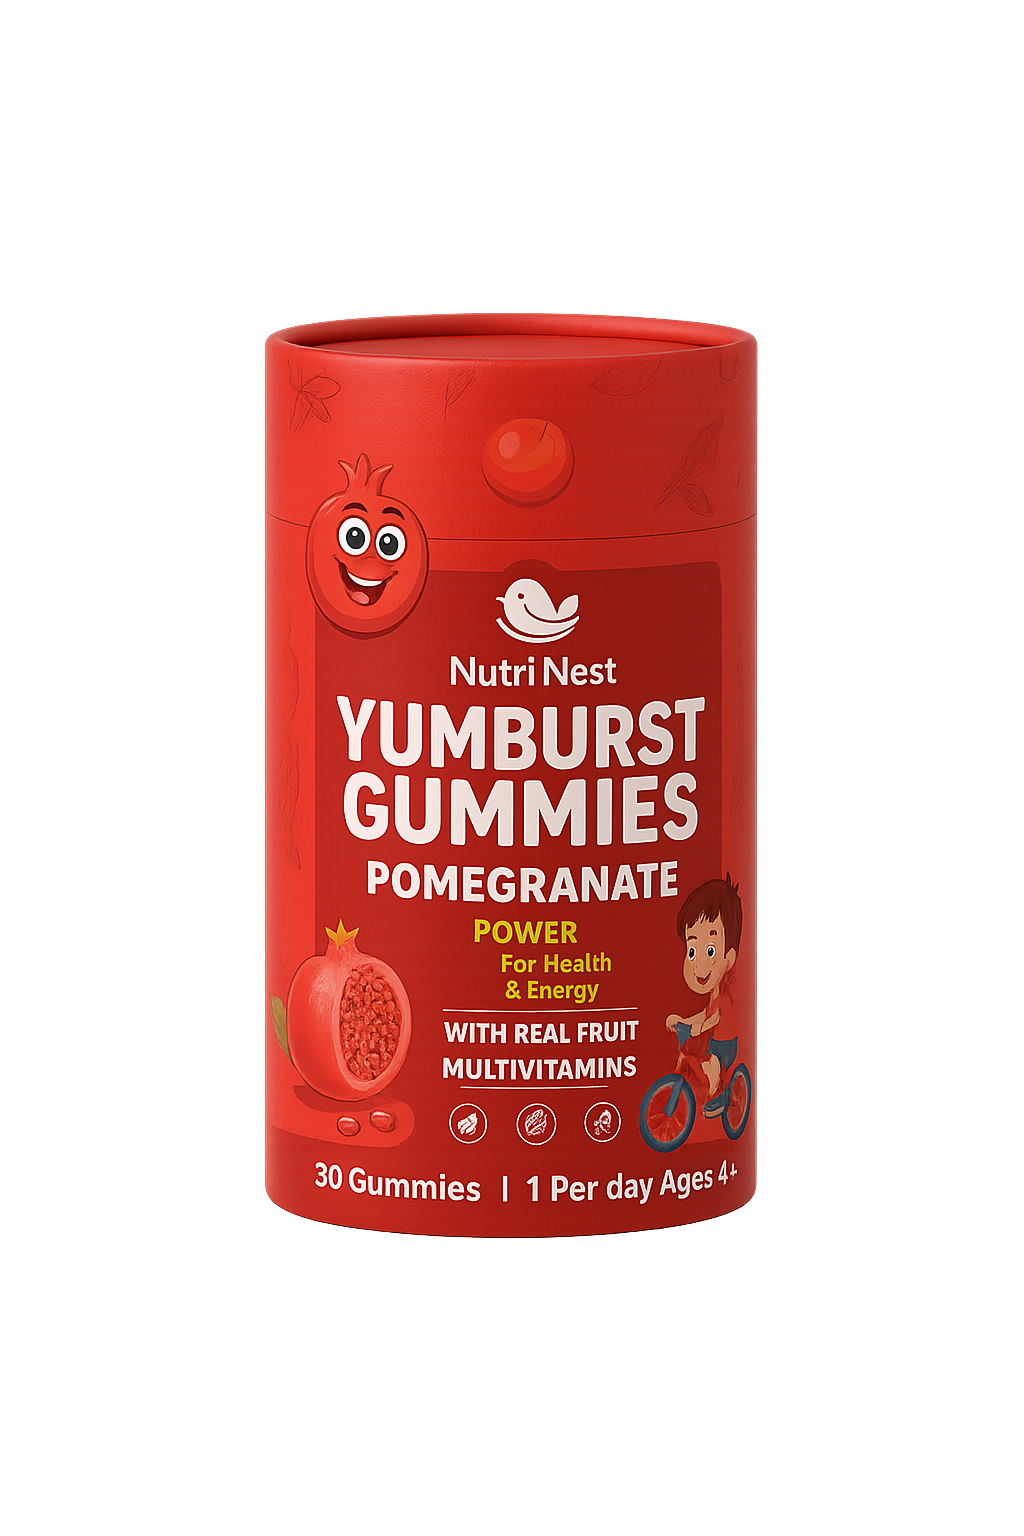 Nutri Nest
YUMBURST
GUMMIES
POMEGRANATE
POWER
For Health
& Energy
WITH REAL FRUIT
MULTIVITAMINS
30 Gummies | 1 Per day Ages 4+